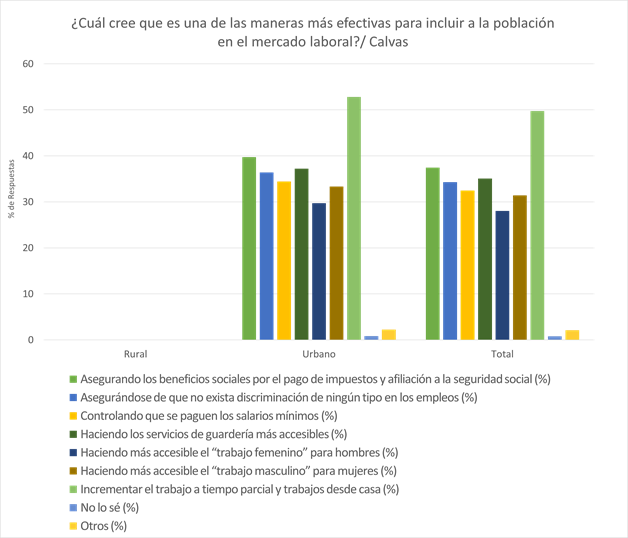 ¿Cuál cree que es una de las maneras más efectivas para incluir a la población
en el mercado laboral?/ Calvas
60
50
40
30
20
10
0
% de Respuestas
Rural Urbano Total
Asegurando los beneficios sociales por el pago de impuestos y afiliación a la seguridad social (%)
Asegurándose de que no exista discriminación de ningún tipo en los empleos (%)
Controlando que se paguen los salarios mínimos (%)
Haciendo los servicios de guardería más accesibles (%)
Haciendo más accesible el “trabajo femenino” para hombres (%)
Haciendo más accesible el “trabajo masculino” para mujeres (%)
Incrementar el trabajo a tiempo parcial y trabajos desde casa (%)
No lo sé (%)
Otros (%)